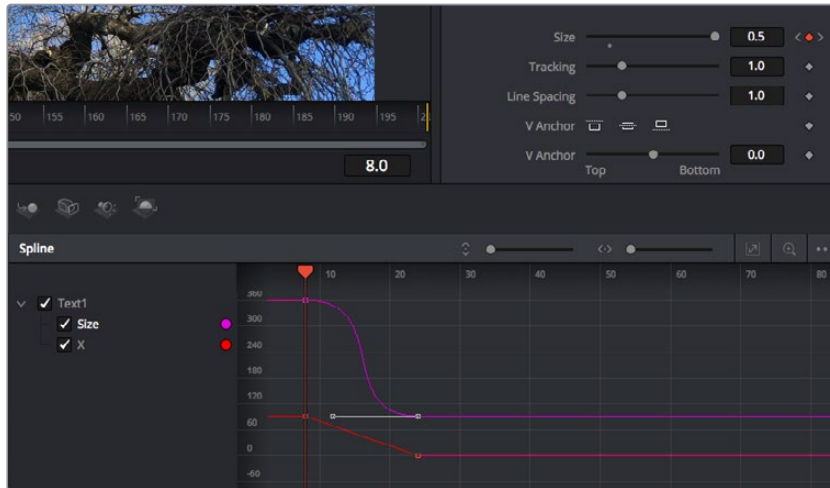 Size 0.5
Tracking 1.0
Line Spacing 1.0
V Anchor
V Anchor 0.0
Top Bottom
50 155 160 165 170 175 180 185 190 195
8.0
Spline
10 20 30 40 50 60 70 80
Text1
Size
X
360
300
240
180
120
60
0
-60